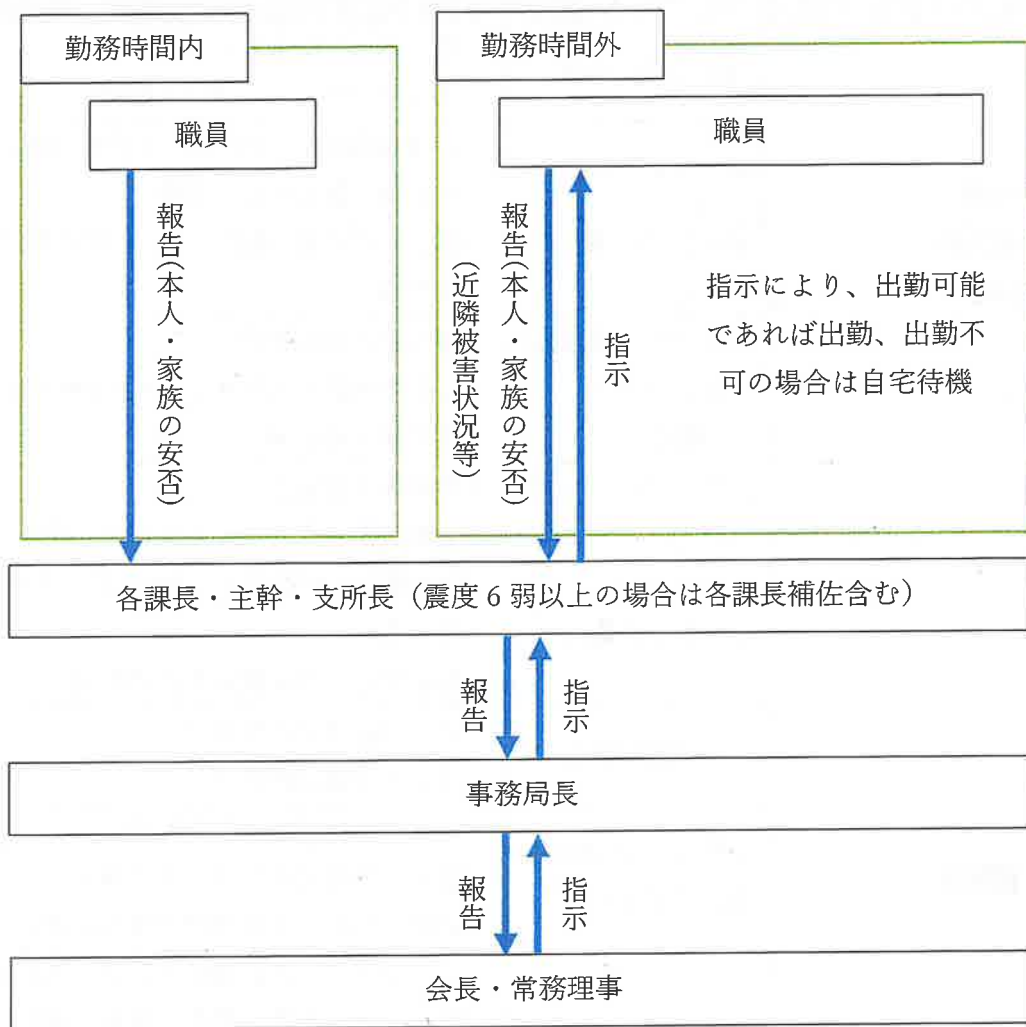 勤務時間内
職員
報告(本人・家族の安否)
勤務時間外
職員
報告(本人・家族の安否)
(近隣被害状況等)
指示
指示により、出勤可能
であれば出勤、出勤不
可の場合は自宅待機
各課長・主幹・支所長（震度6弱以上の場合は各課長補佐含む）
報告
指示
事務局長
報告
指示
会長・常務理事